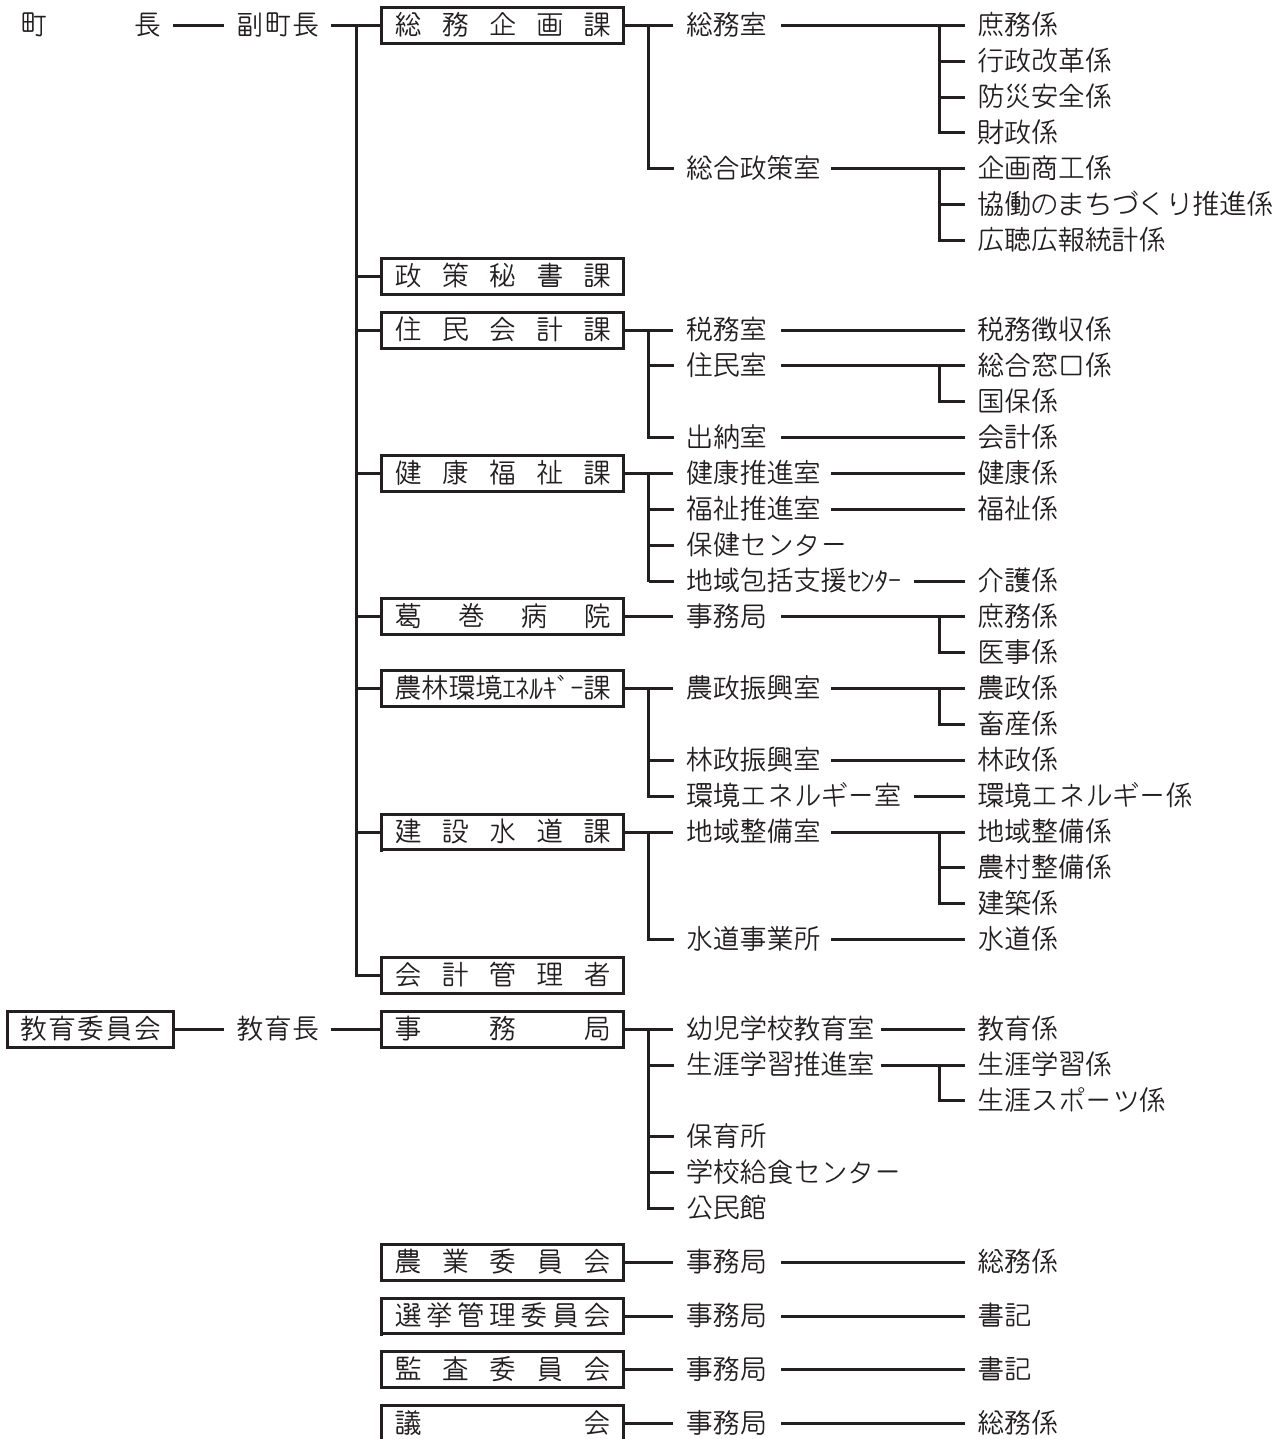 町長 副町長 総務企画課 総務室 庶務係
行政改革係
防災安全係
財政係
総合政策室 企画商工係
協働のまちづくり推進係
広聴広報統計係
政策秘書課
住民会計課 税務室 税務徴収係
住民室 総合窓口係
国保係
出納室 会計係
健康福祉課 健康推進室 健康係
福祉推進室 福祉係
保健センター
地域包括支援ｾﾝﾀｰ 介護係
葛巻病院 事務局 庶務係
医事係
農林環境ｴﾈﾙｷﾞｰ課 農政振興室 農政係
畜産係
林政振興室 林政係
環境エネルギー室 環境エネルギー係
建設水道課 地域整備室 地域整備係
農村整備係
建築係
水道事業所 水道係
会計管理者
教育委員会 教育長 事務局 幼児学校教育室 教育係
生涯学習推進室 生涯学習係
生涯スポーツ係
保育所
学校給食センター
公民館
農業委員会 事務局 総務係
選挙管理委員会 事務局 書記
監査委員会 事務局 書記
議会 事務局 総務係